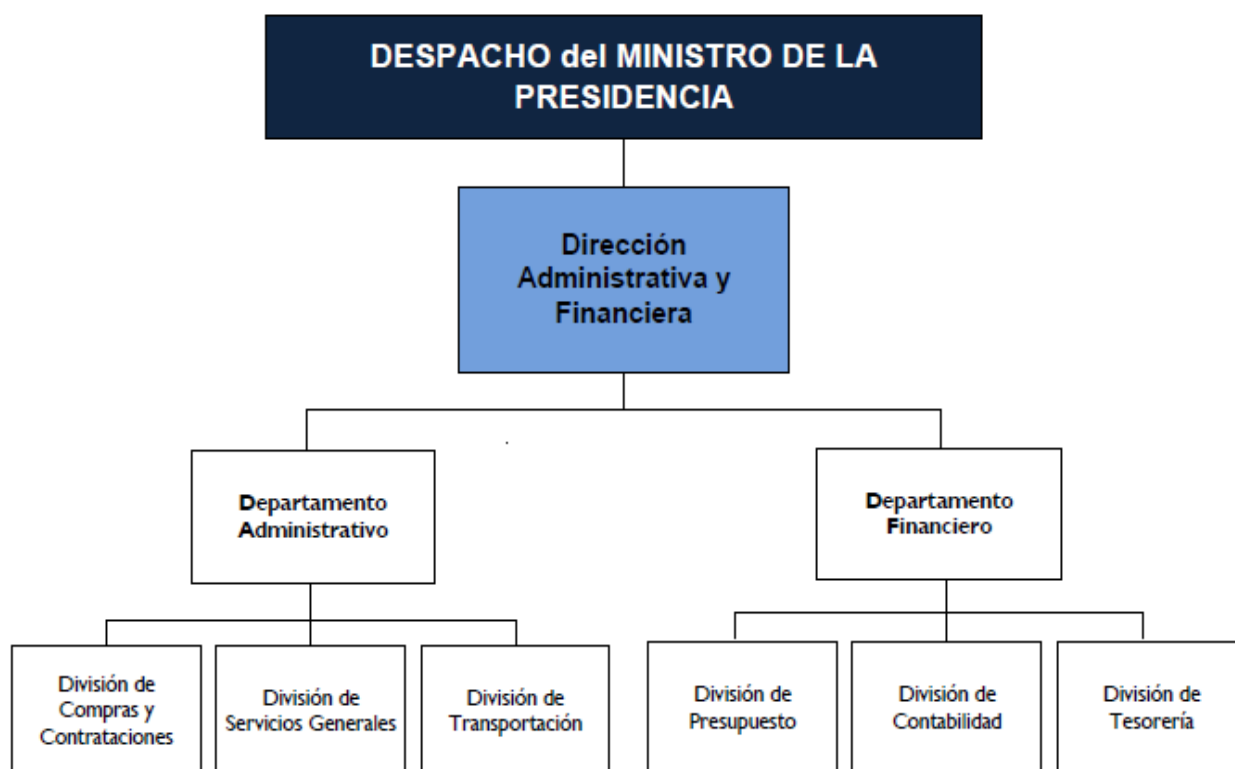 DESPACHO del MINISTRO DE LA
PRESIDENCIA
Dirección
Administrativa y
Financiera
Departamento
Administrativo
Departamento
Financiero
División de
Compras y
Contrataciones
División de
Servicios Generales
División de
Transportación
División de
Presupuesto
División de
Contabilidad
División de
Tesorería